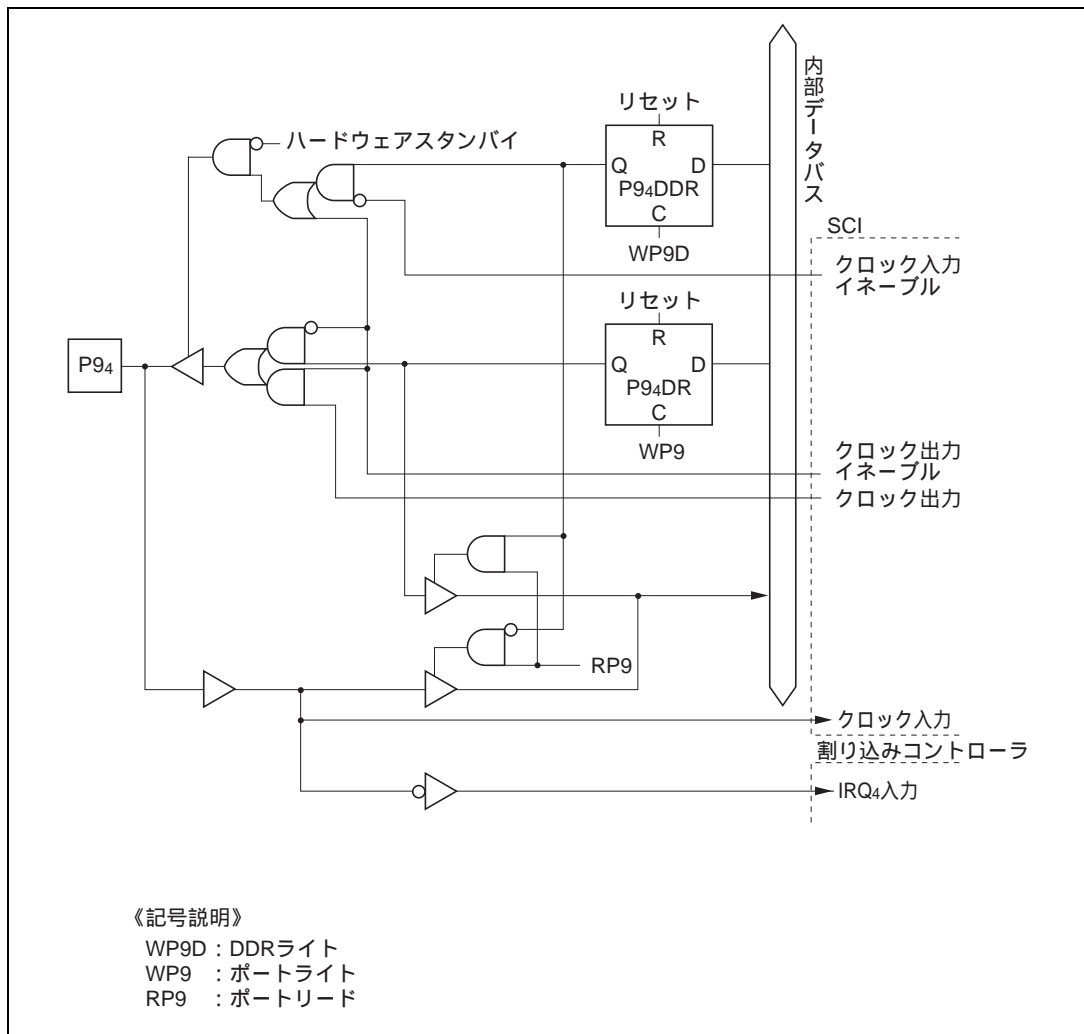 内部データバス
リセット
ハードウェアスタンバイ
R
Q
D
P94DDR
C
WP9D
SCI
クロック入力
イネーブル
リセット
R
Q
D
P94DR
C
WP9
P94
クロック出力
イネーブル
クロック出力
RP9
クロック入力
割り込みコントローラ
IRQ4入力
《記号説明》
WP9D : DDRライト
WP9 : ポートライト
RP9 : ポートリード